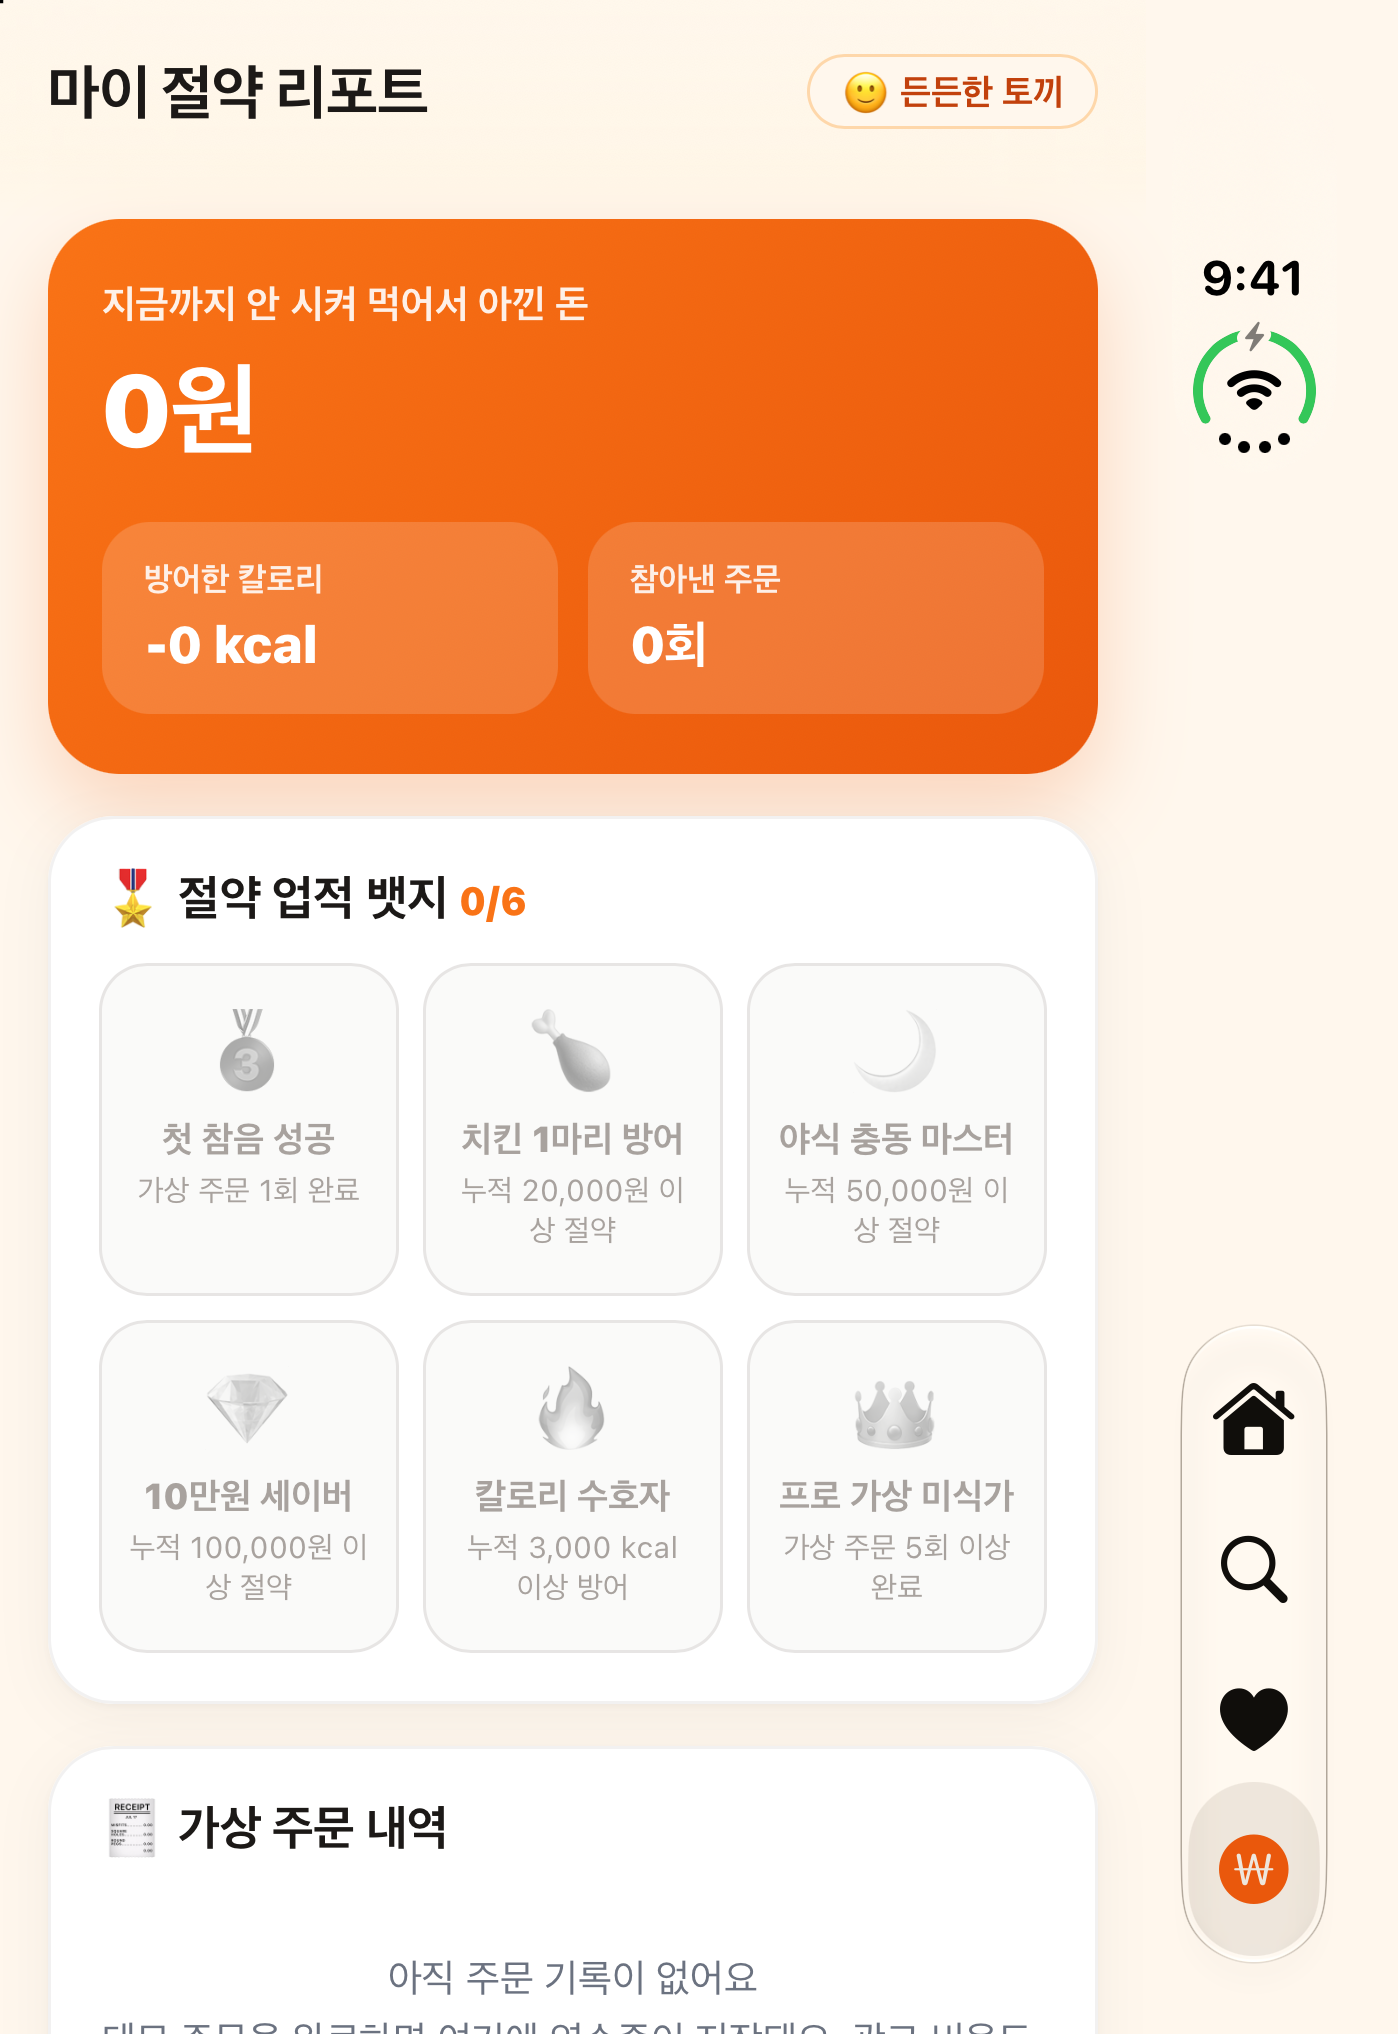 마이 절약 리포트
든든한 토끼
9:41
지금까지 안 시켜 먹어서 아낀 돈
0원
방어한 칼로리
-0 kcal
참아낸 주문
0회
절약 업적 뱃지 0/6
3
첫 참음 성공
가상 주문 1회 완료
치킨 1마리 방어
누적 20,000원 이
상 절약
야식 충동 마스터
누적 50,000원 이
상 절약
10만원 세이버
누적 100,000원 이
상 절약
칼로리 수호자
누적 3,000 kcal
이상 방어
프로 가상 미식가
가상 주문 5회 이상
완료
₩
RECEIPT
가상 주문 내역
아직 주문 기록이 없어요